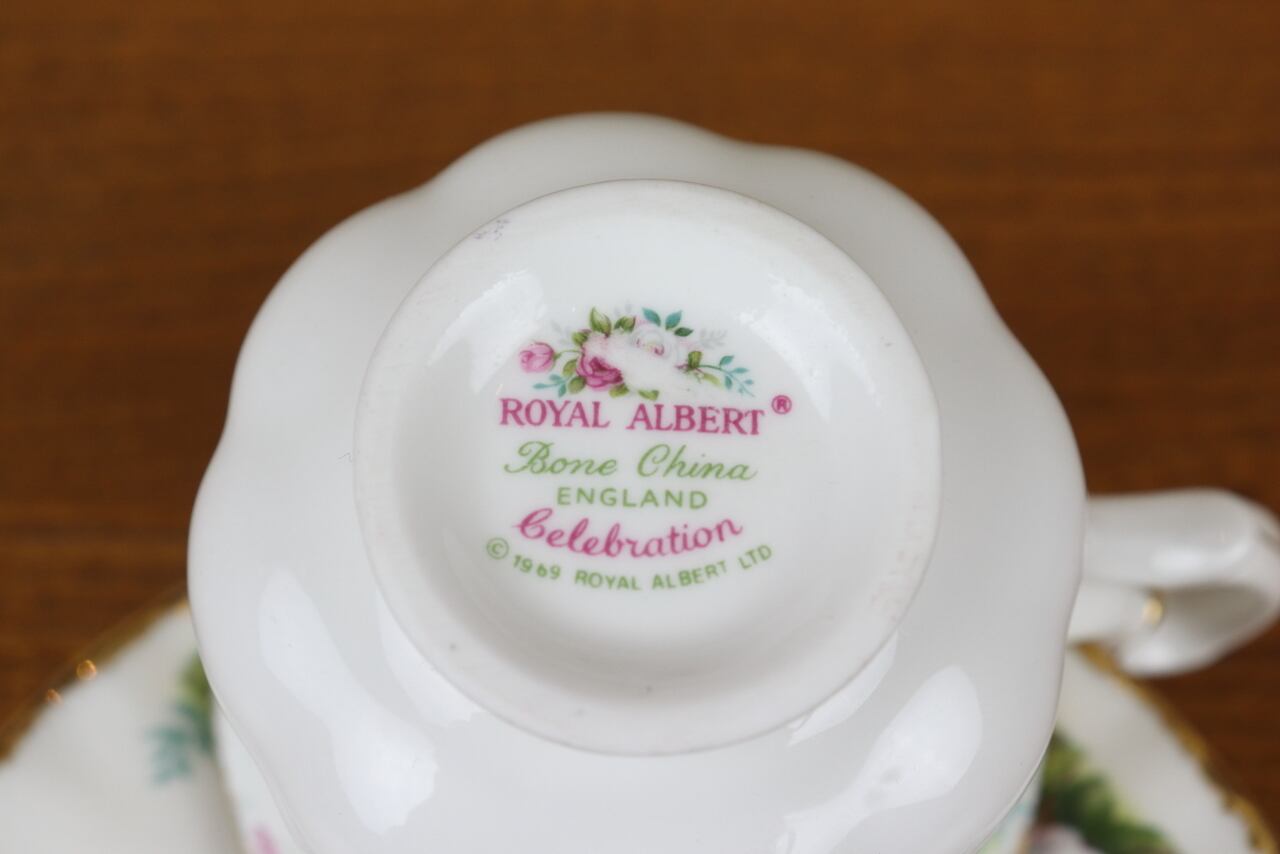 ROYAL ALBERT®
Bone China
ENGLAND
Celebration
© 1969 ROYAL ALBERT LTD